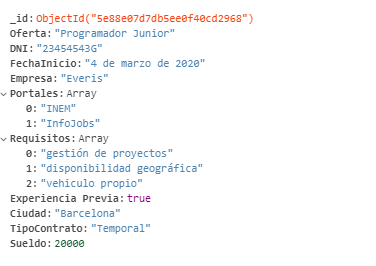 _id: ObjectId("5e88e07d7db5ee0f40cd2968")
Oferta: "Programador Junior"
DNI: "23454543G"
FechaInicio: "4 de marzo de 2020"
Empresa: "Everis"
Portales: Array
0: "INEM"
1: "InfoJobs"
Requisitos: Array
0: "gestión de proyectos"
1: "disponibilidad geográfica"
2: "vehiculo propio"
Experiencia Previa: true
Ciudad: "Barcelona"
TipoContrato: "Temporal"
Sueldo: 20000